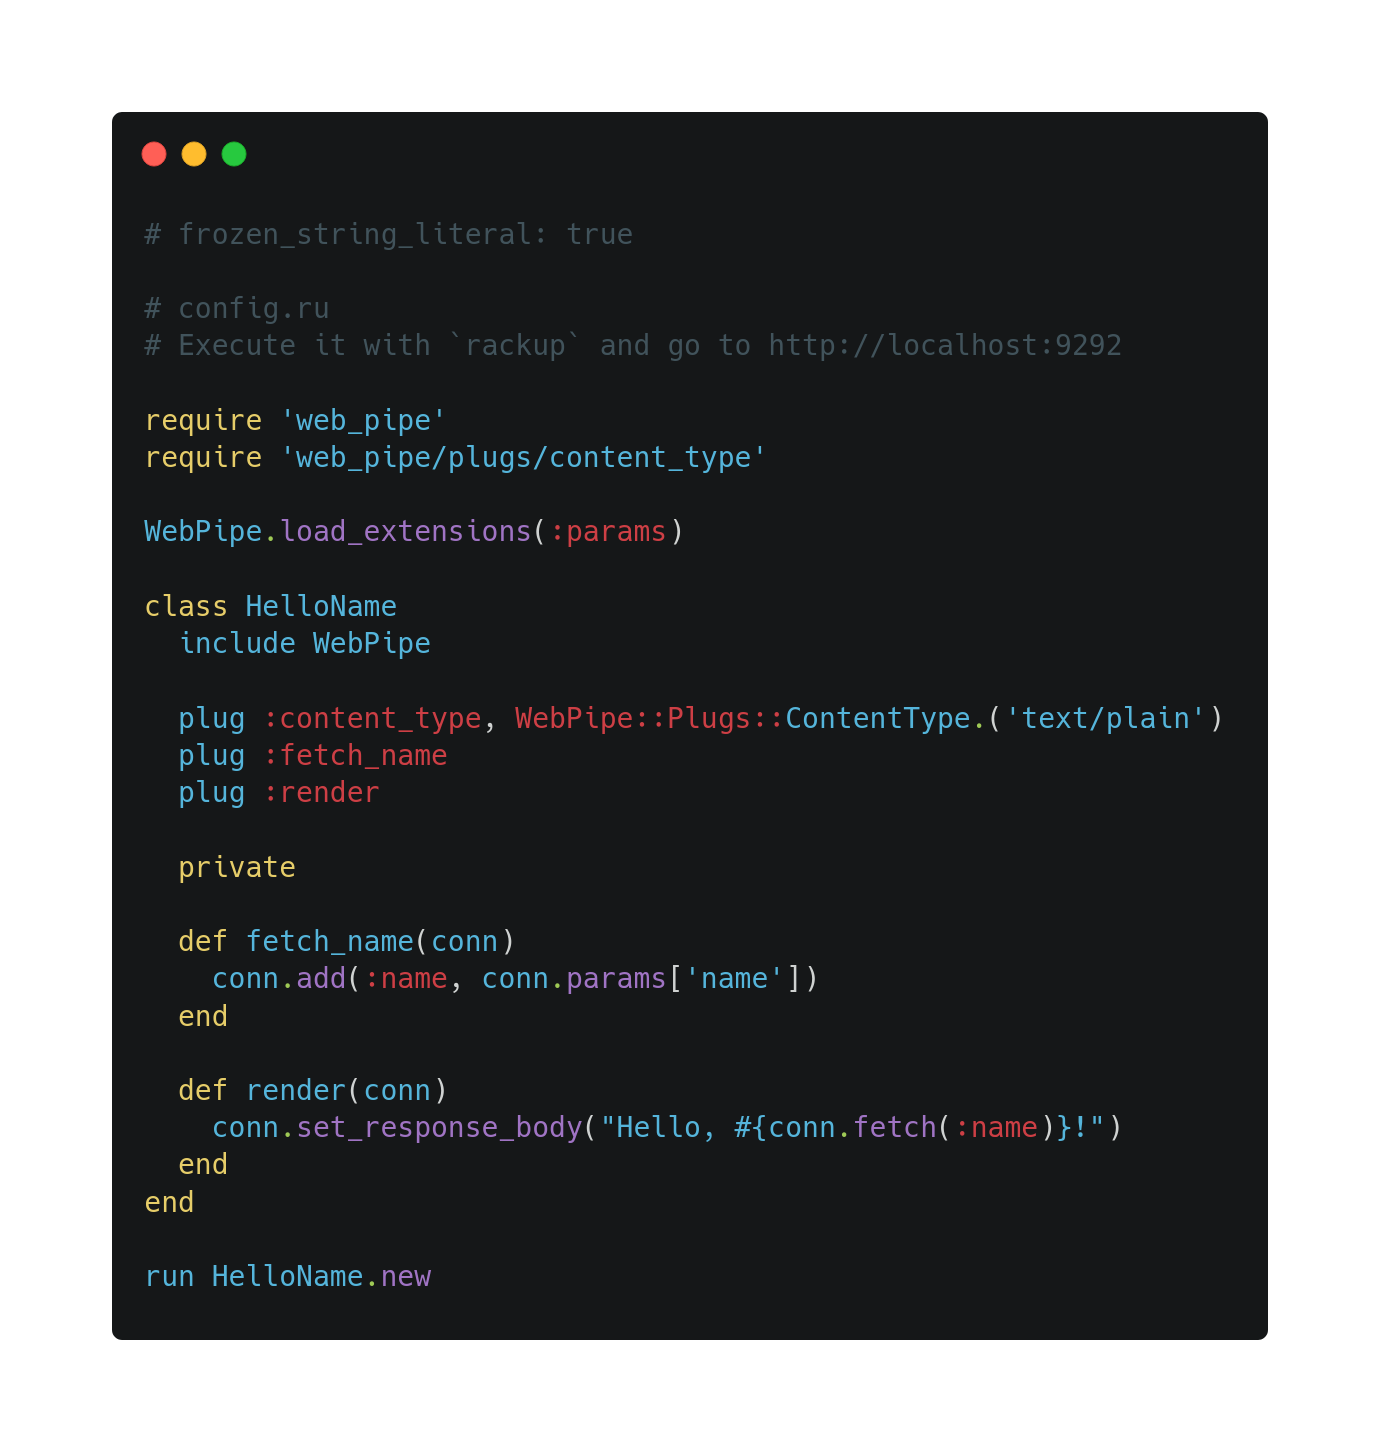 # frozen_string_literal: true

# config.ru
# Execute it with `rackup` and go to http://localhost:9292

require 'web_pipe'
require 'web_pipe/plugs/content_type'

WebPipe.load_extensions(:params)

class HelloName
  include WebPipe

  plug :content_type, WebPipe::Plugs::ContentType.('text/plain')
  plug :fetch_name
  plug :render

  private

  def fetch_name(conn)
    conn.add(:name, conn.params['name'])
  end

  def render(conn)
    conn.set_response_body("Hello, #{conn.fetch(:name)}!")
  end
end

run HelloName.new